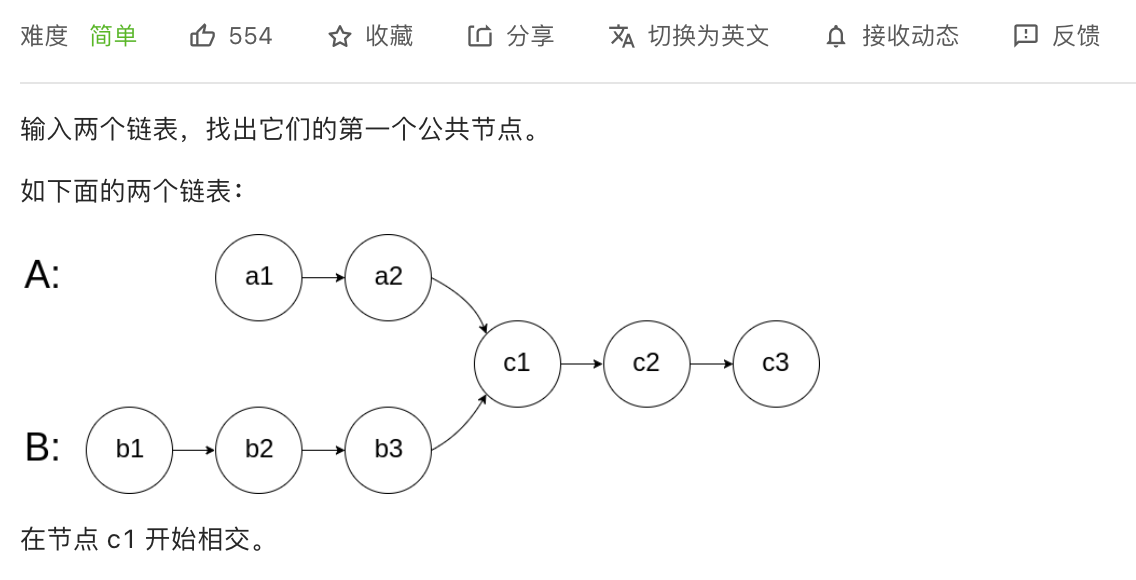 难度 简单 554 收藏 分享 切换为英文 接收动态 反馈
输入两个链表，找出它们的第一个公共节点。
如下面的两个链表：
A: a1 a2
c1 c2 c3
B: b1 b2 b3
在节点 c1 开始相交。